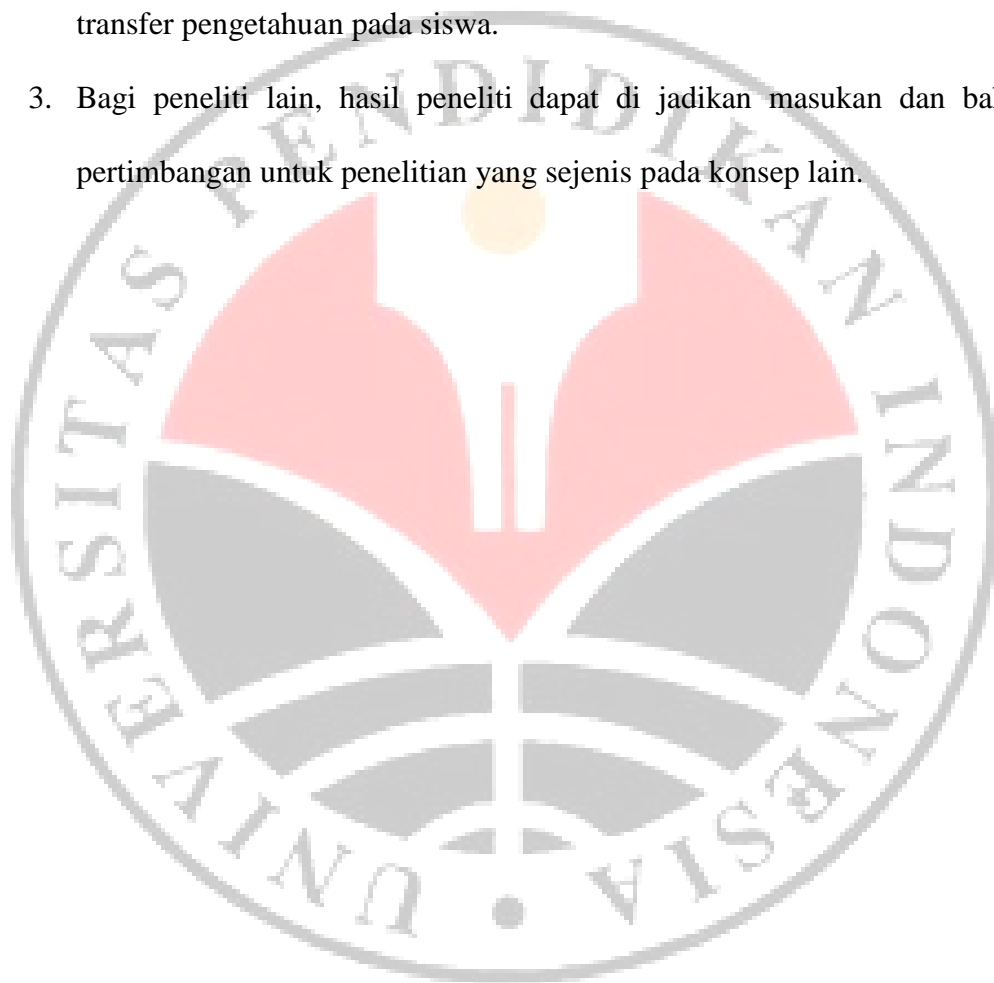 transfer pengetahuan pada siswa.
3. Bagi peneliti lain, hasil peneliti dapat di jadikan masukan dan
pertimbangan untuk penelitian yang sejenis pada konsep lain.
UNIVERSITAS PENDIDIKAN INDONESIA